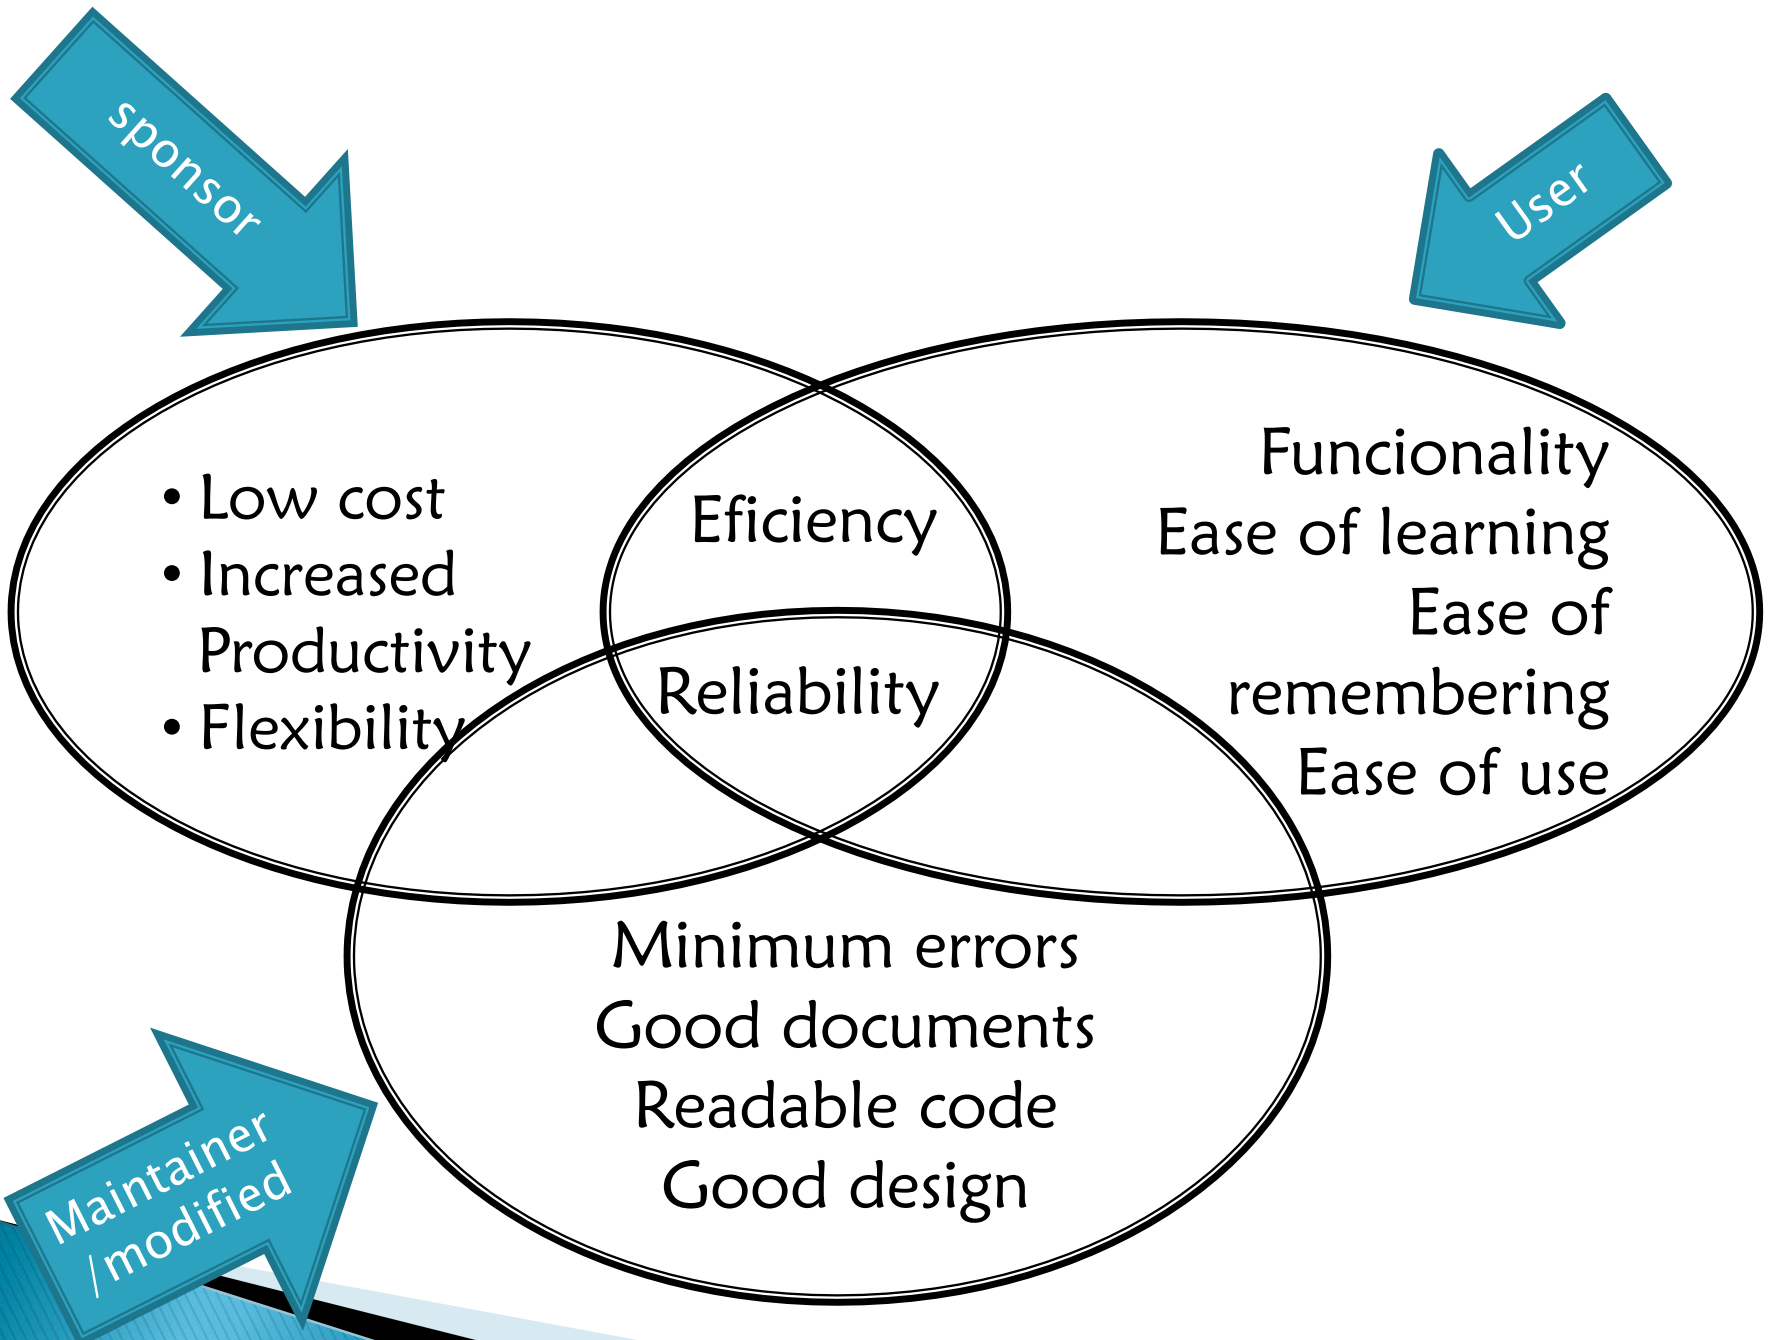 sponsor
User
• Low cost
• Increased
Productivity
• Flexibility
Eficiency
Reliability
Funcionality
Ease of learning
Ease of
remembering
Ease of use
Minimum errors
Good documents
Readable code
Good design
Maintainer
/modified